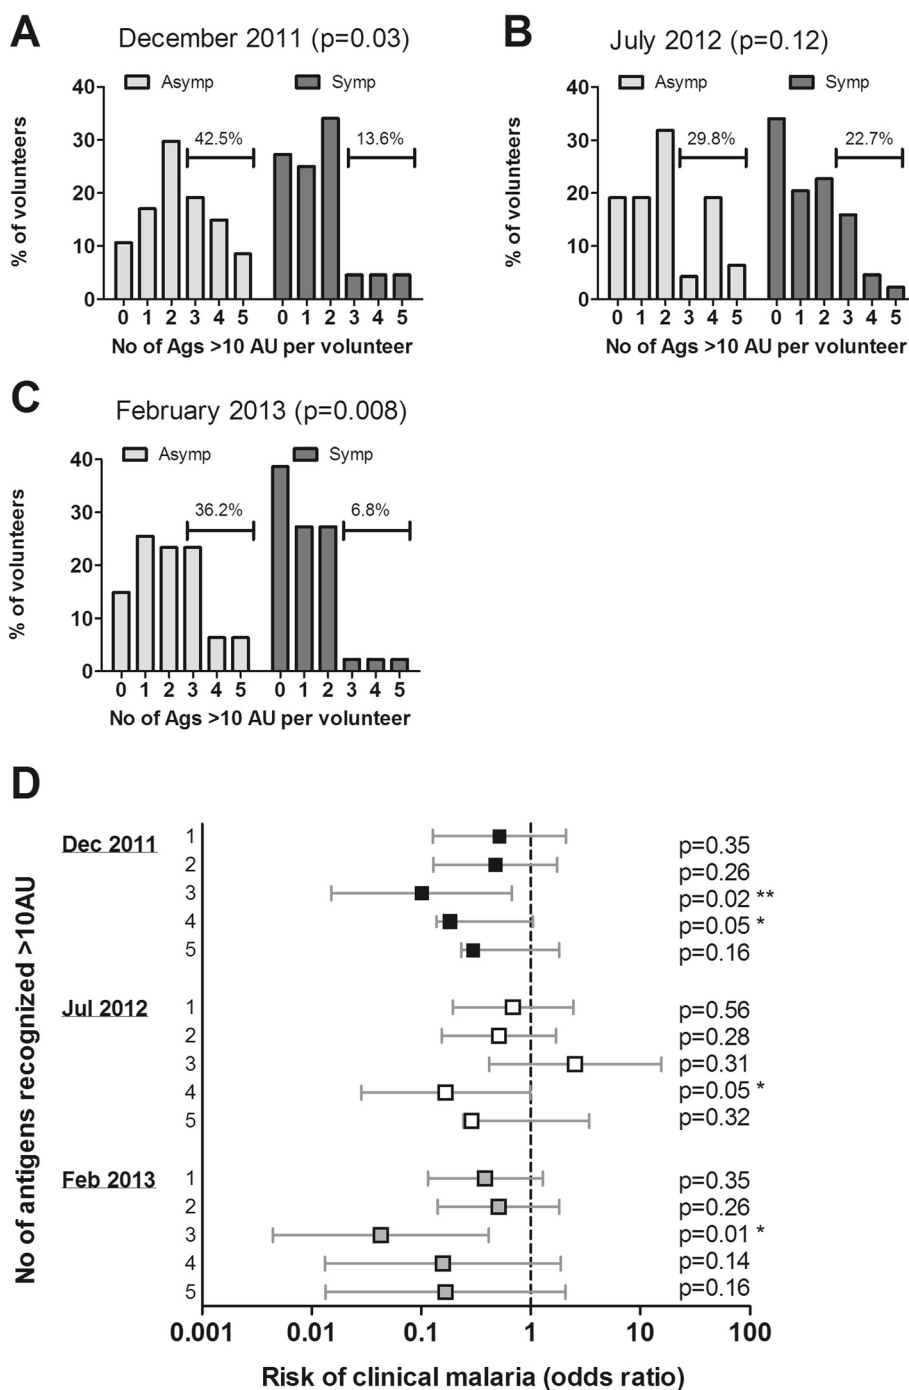 A
December 2011 (p=0.03)
Asymp
Symp
% of volunteers
40
30
20
10
0
42.5%
13.6%
0 1 2 3 4 5 0 1 2 3 4 5
No of Ags >10 AU per volunteer
B
July 2012 (p=0.12)
Asymp
Symp
% of volunteers
40
30
20
10
0
29.8%
22.7%
0 1 2 3 4 5 0 1 2 3 4 5
No of Ags >10 AU per volunteer
C
February 2013 (p=0.008)
Asymp
Symp
% of volunteers
40
30
20
10
0
36.2%
6.8%
0 1 2 3 4 5 0 1 2 3 4 5
No of Ags >10 AU per volunteer
D
No of antigens recognized >10AU
Dec 2011
1 p=0.35
2 p=0.26
3 p=0.02 **
4 p=0.05 *
5 p=0.16
Jul 2012
1 p=0.56
2 p=0.28
3 p=0.31
4 p=0.05 *
5 p=0.32
Feb 2013
1 p=0.35
2 p=0.26
3 p=0.01 *
4 p=0.14
5 p=0.16
0.001 0.01 0.1 1 10 100
Risk of clinical malaria (odds ratio)